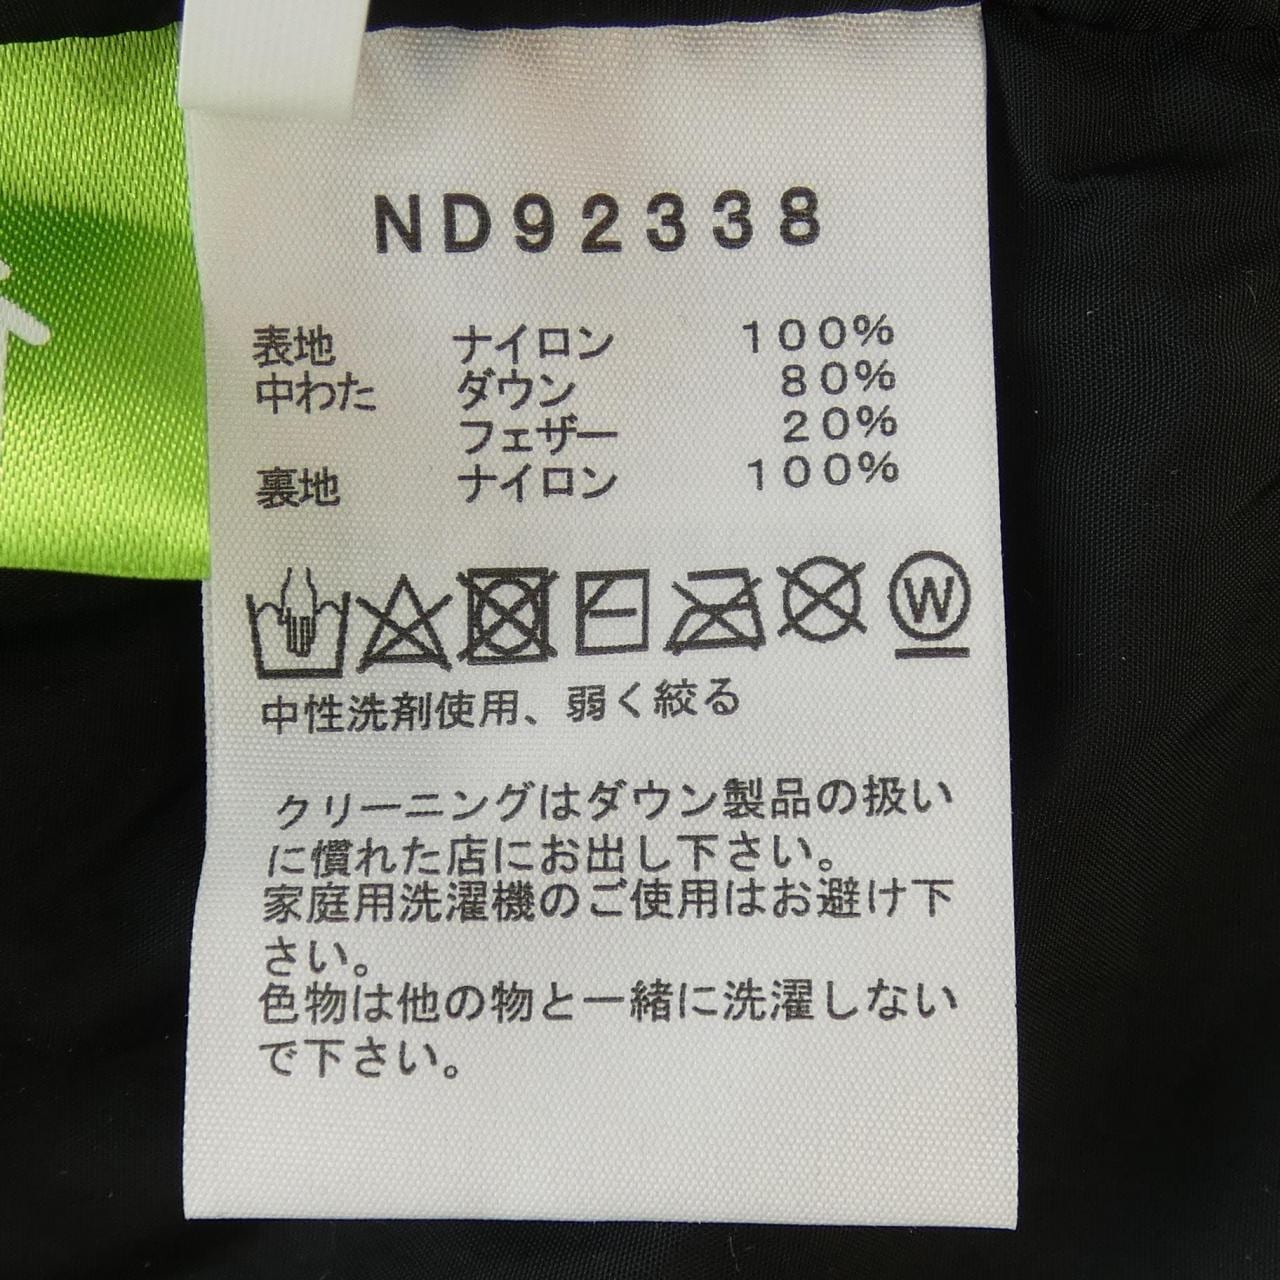 ND92338
表地 ナイロン 100%
中わた ダウン 80%
フェザー 20%
裏地 ナイロン 100%
W
中性洗剤使用、弱く絞る
クリーニングはダウン製品の扱い
に慣れた店にお出し下さい。
家庭用洗濯機のご使用はお避け下
さい。
色物は他の物と一緒に洗濯しない
で下さい。